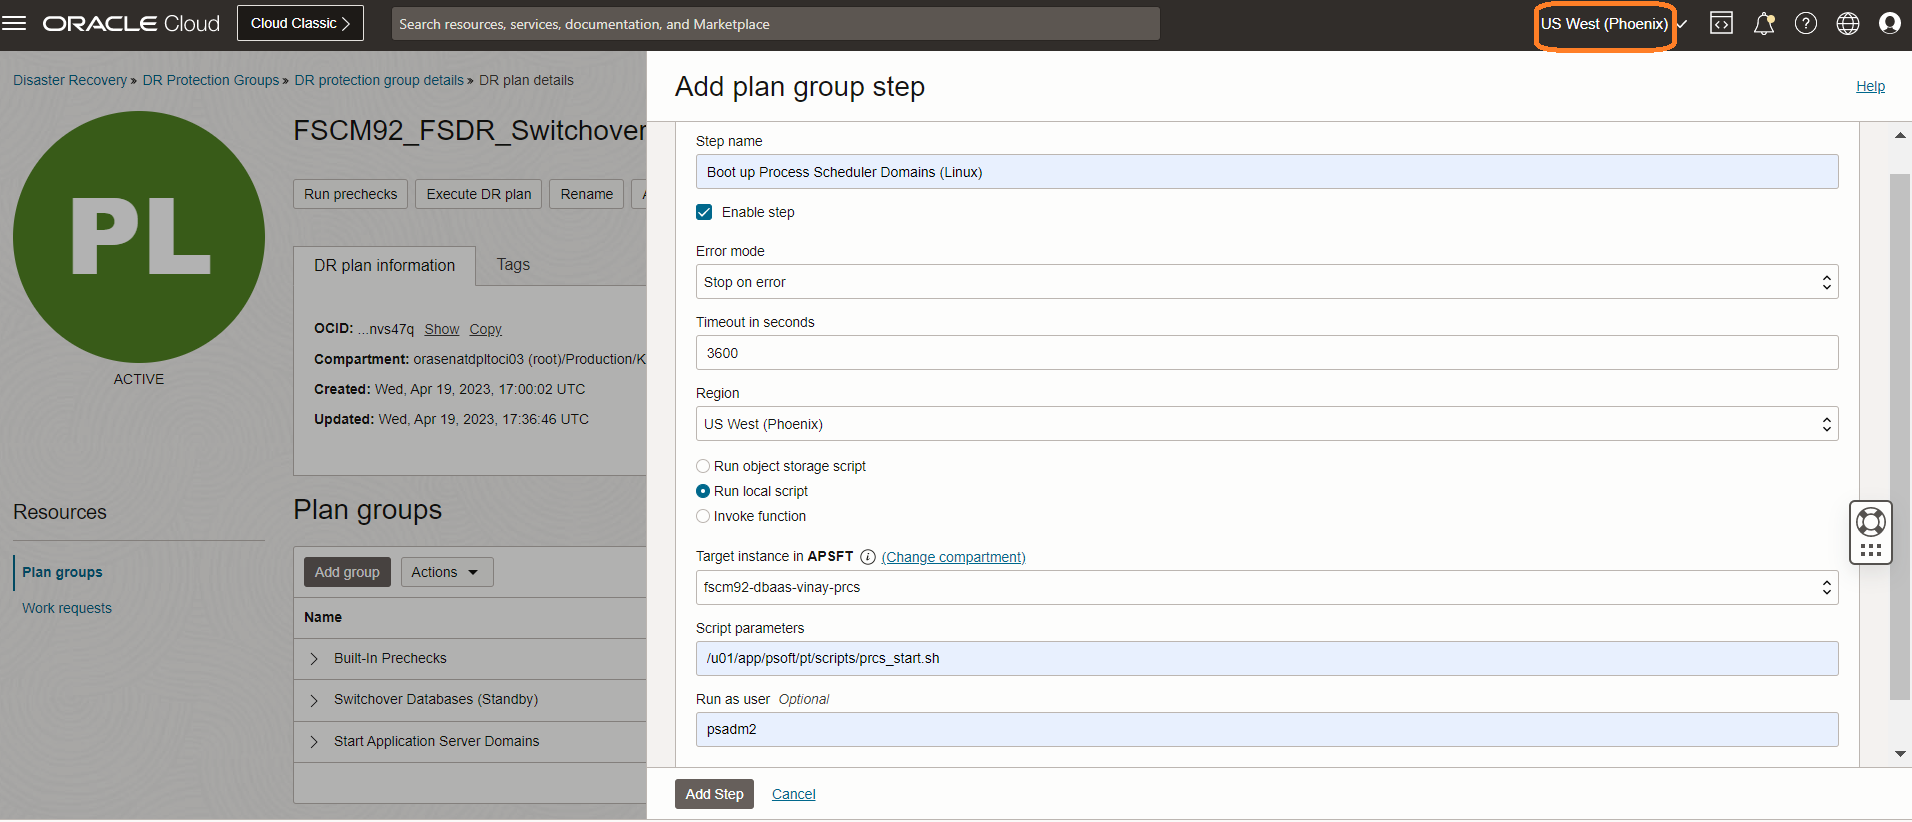 ORACLE Cloud
Cloud Classic
Search resources, services, documentation, and Marketplace
US West (Phoenix)
Disaster Recovery » DR Protection Groups » DR protection group details » DR plan details
PL
ACTIVE
FSCM92_FSDR_Switchover
Run prechecks
Execute DR plan
Rename
DR plan information
Tags
OCID: ...nvs47q Show Copy
Compartment: orasenatdpltoci03 (root)/Production/K
Created: Wed, Apr 19, 2023, 17:00:02 UTC
Updated: Wed, Apr 19, 2023, 17:36:46 UTC
Resources
Plan groups
Work requests
Plan groups
Add group
Actions
Name
Built-In Prechecks
Switchover Databases (Standby)
Start Application Server Domains
Add plan group step
Help
Step name
Boot up Process Scheduler Domains (Linux)
Enable step
Error mode
Stop on error
Timeout in seconds
3600
Region
US West (Phoenix)
Run object storage script
Run local script
Invoke function
Target instance in APSFT (Change compartment)
fscm92-dbaas-vinay-prcs
Script parameters
/u01/app/psoft/pt/scripts/prcs_start.sh
Run as user Optional
psadm2
Add Step
Cancel